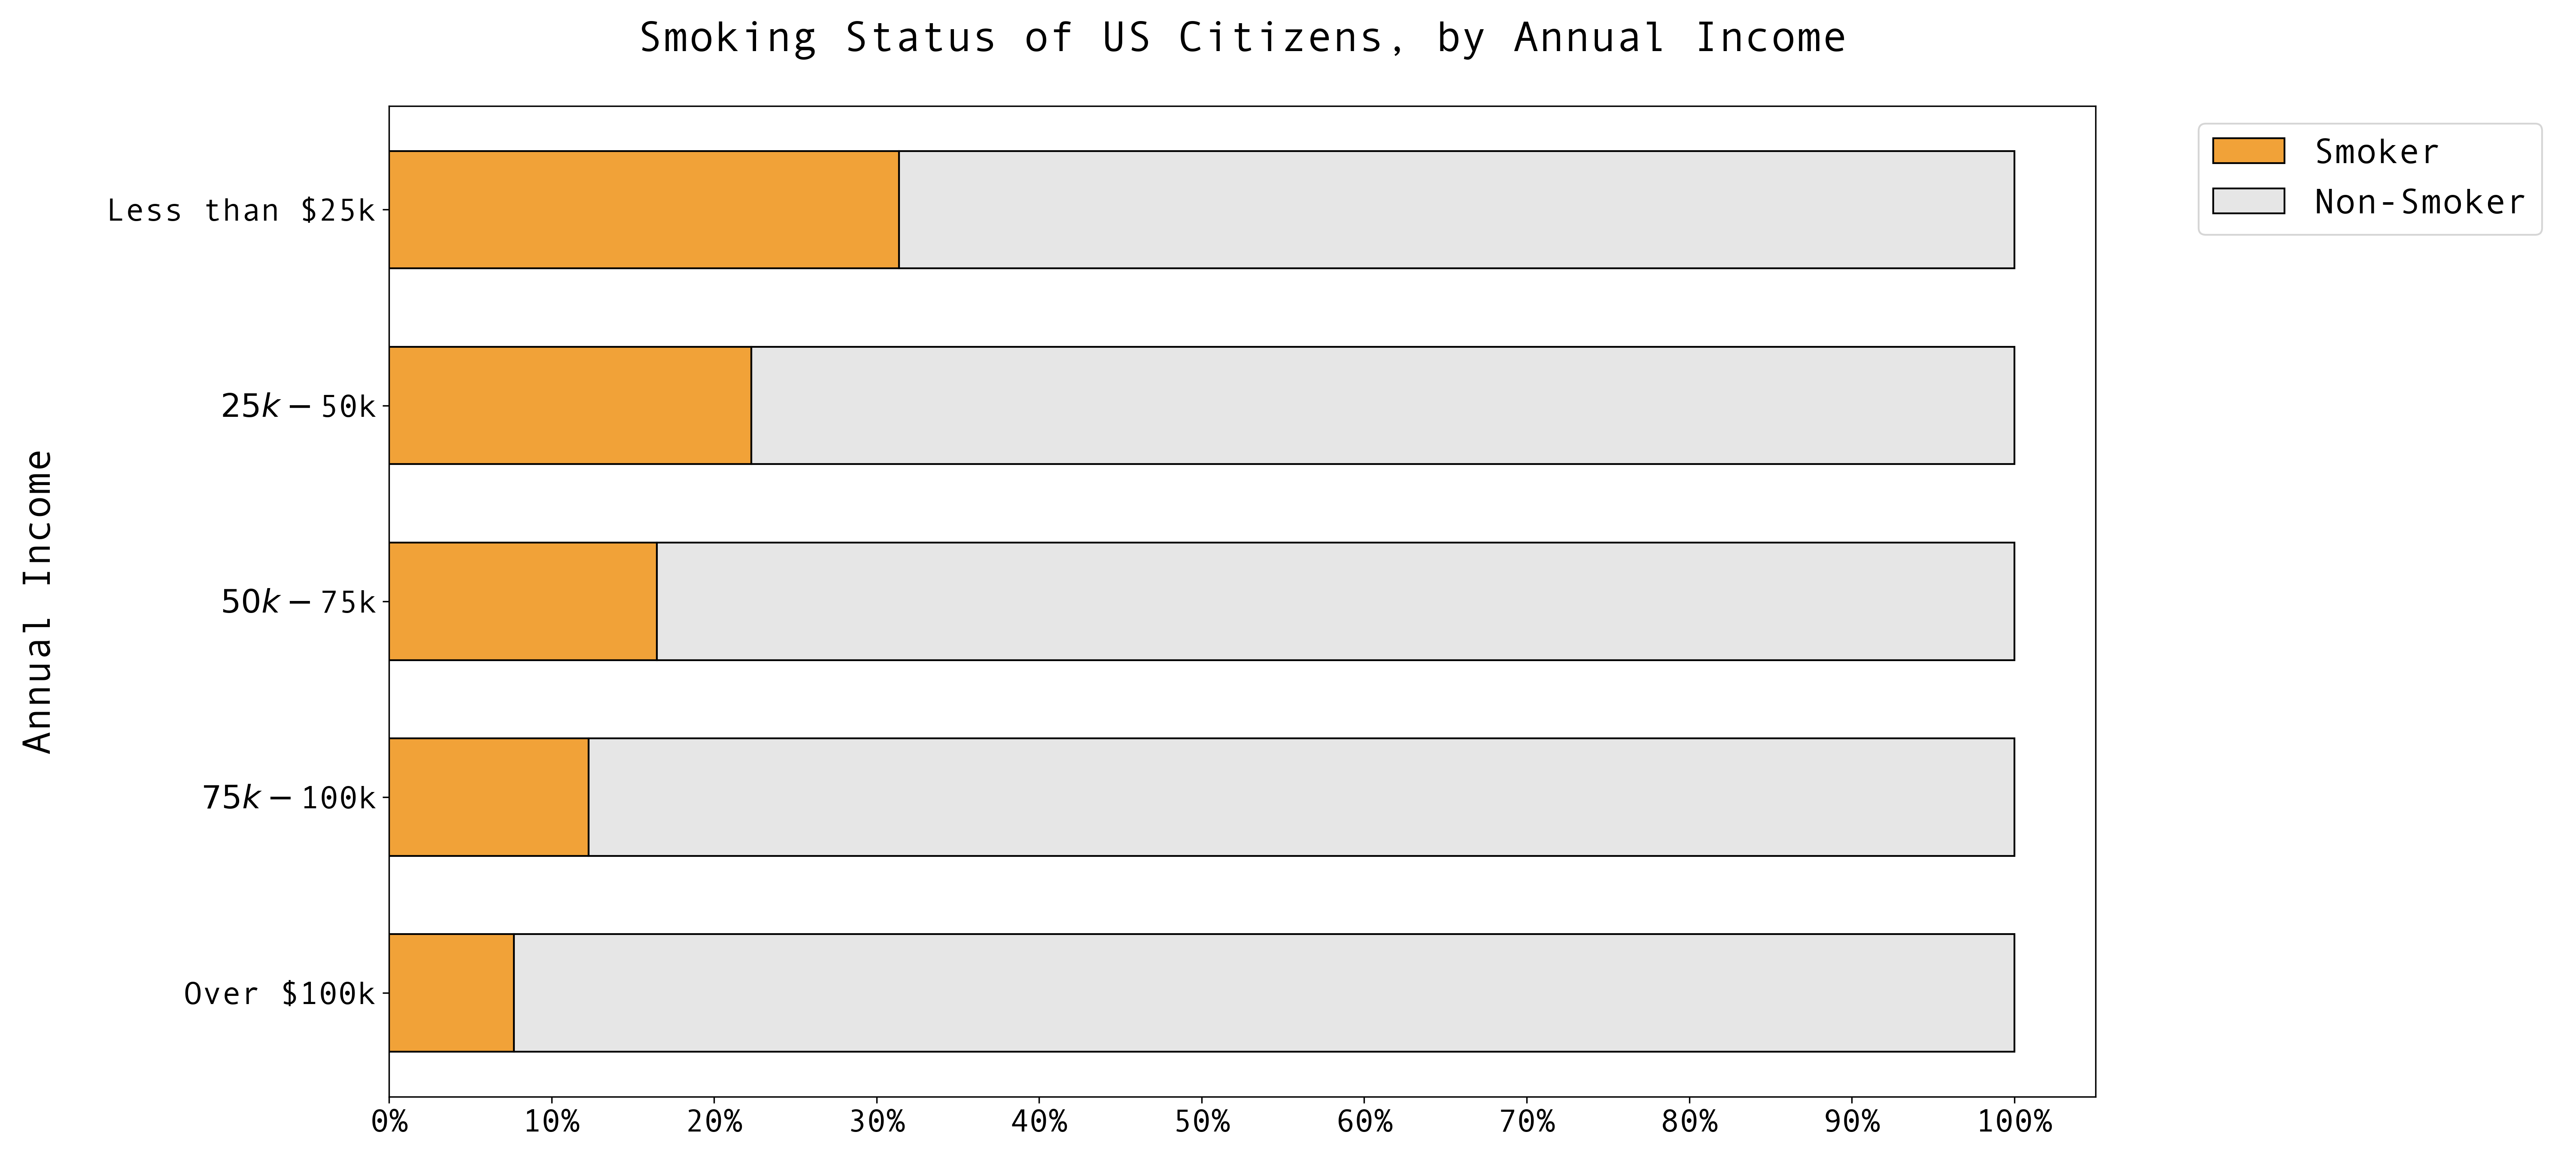 Smoking Status of US Citizens, by Annual Income
Smoker
Non-Smoker
Annual Income
Less than $25k
25k − 50k
50k − 75k
75k − 100k
Over $100k
0% 10% 20% 30% 40% 50% 60% 70% 80% 90% 100%